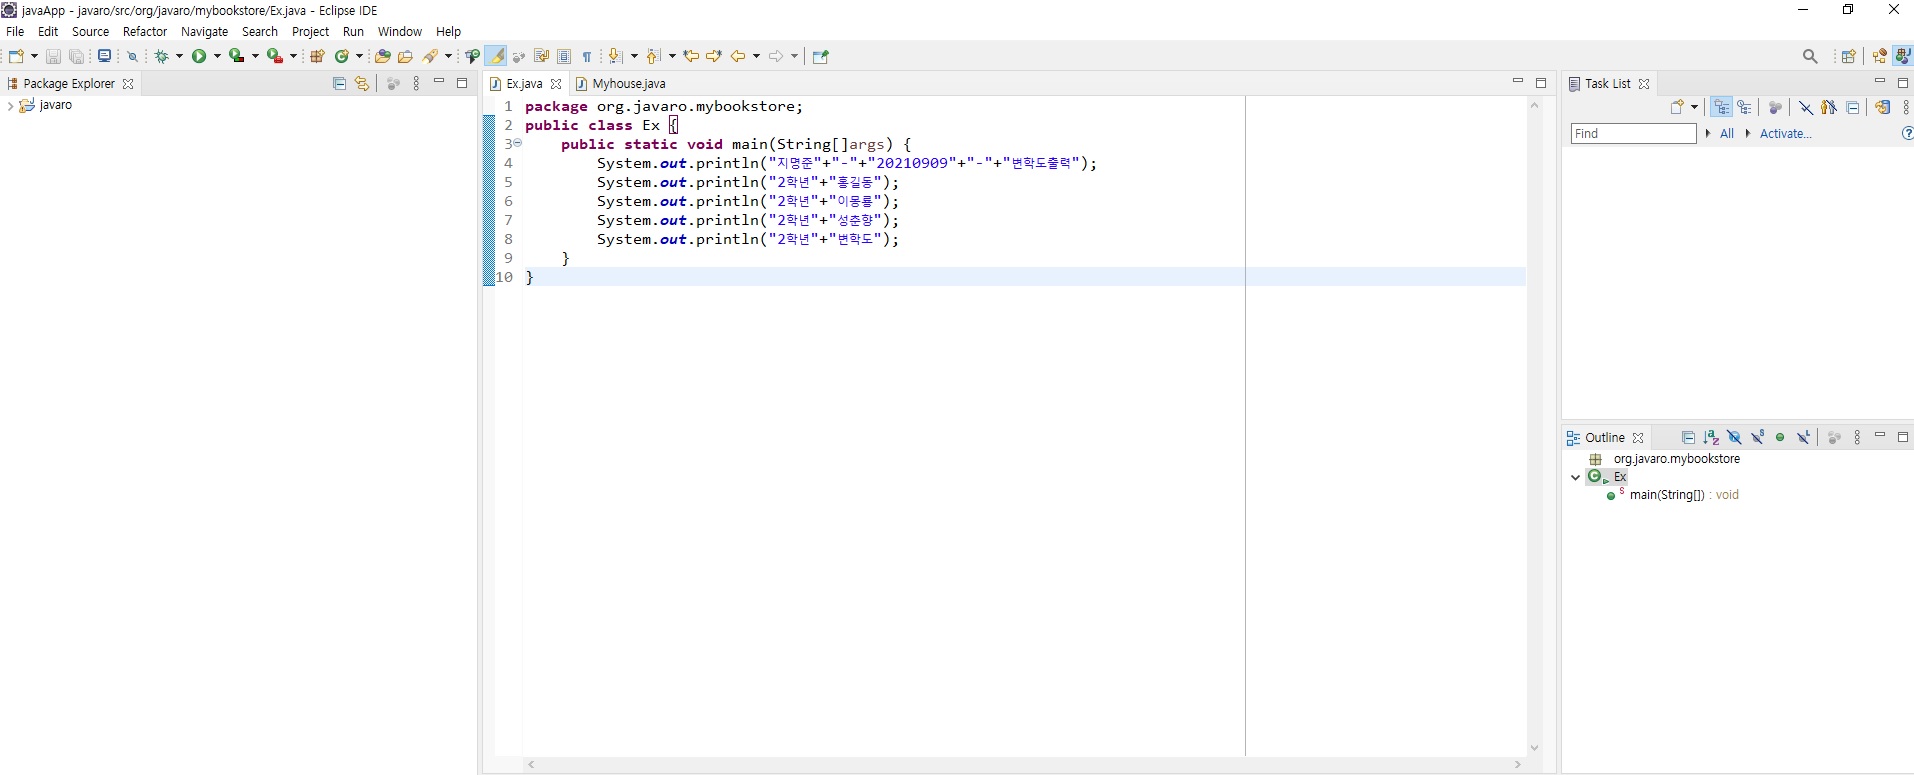 javaApp - javaro/src/org/javaro/mybookstore/Ex.java - Eclipse IDE
File Edit Source Refactor Navigate Search Project Run Window Help
Package Explorer
javaro
Ex.java Myhouse.java
1 package org.javaro.mybookstore;
2 public class Ex {
3 public static void main(String[]args) {
4 System.out.println("지명준"+"-"+"20210909"+"-"+"변학도출력");
5 System.out.println("2학년"+"홍길동");
6 System.out.println("2학년"+"이몽룡");
7 System.out.println("2학년"+"성춘향");
8 System.out.println("2학년"+"변학도");
9 }
10 }
Task List
Find All Activate...
Outline
org.javaro.mybookstore
Ex
main(String[]) : void